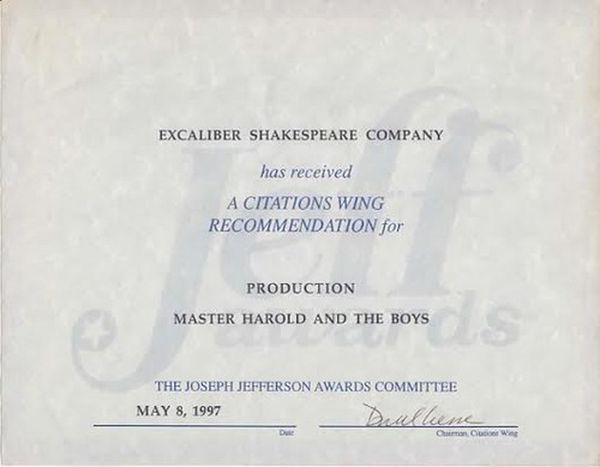 Jeff
awards
EXCALIBER SHAKESPEARE COMPANY
has received
A CITATIONS WING
RECOMMENDATION for
PRODUCTION
MASTER HAROLD AND THE BOYS
THE JOSEPH JEFFERSON AWARDS COMMITTEE
MAY 8, 1997
Date
Chairman, Citations Wing